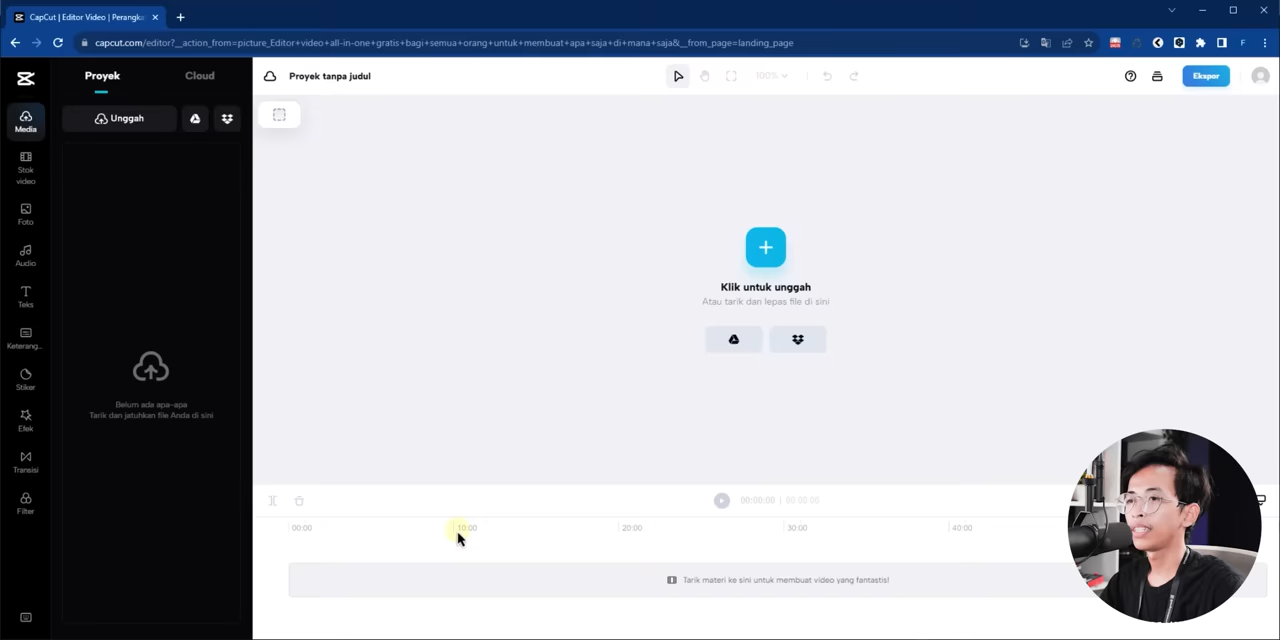 CapCut | Editor Video | Perangka
capcut.com/editor?__action_from=picture_Editor+video+all-in-one+gratis+bagi+semua+orang+untuk+membuat+apa+saja+di+mana+saja&__from_page=landing_page
F
Proyek
Cloud
Proyek tanpa judul
100%
Ekspor
Unggah
Media
Stok
video
Foto
Audio
Teks
Keterang...
Stiker
Efek
Transisi
Filter
Belum ada apa-apa
Tarik dan jatuhkan file Anda di sini
Klik untuk unggah
Atau tarik dan lepas file di sini
00:00:00 | 00:00:00
00:00
10:00
20:00
30:00
40:00
Tarik materi ke sini untuk membuat video yang fantastis!